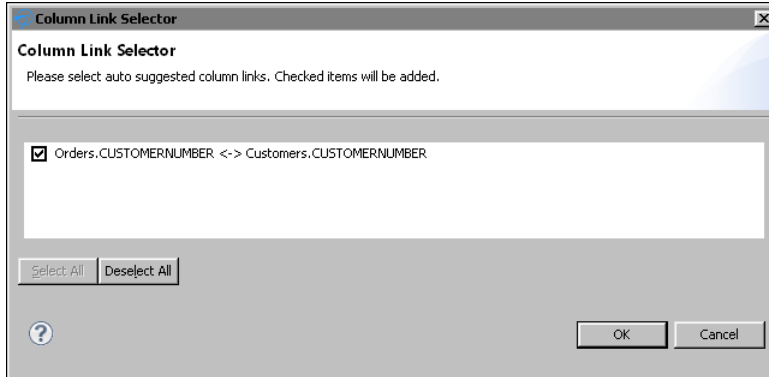 Column Link Selector
Column Link Selector
Please select auto suggested column links. Checked items will be added.
Orders.CUSTOMERNUMBER <-> Customers.CUSTOMERNUMBER
Select All Deselect All
? OK Cancel